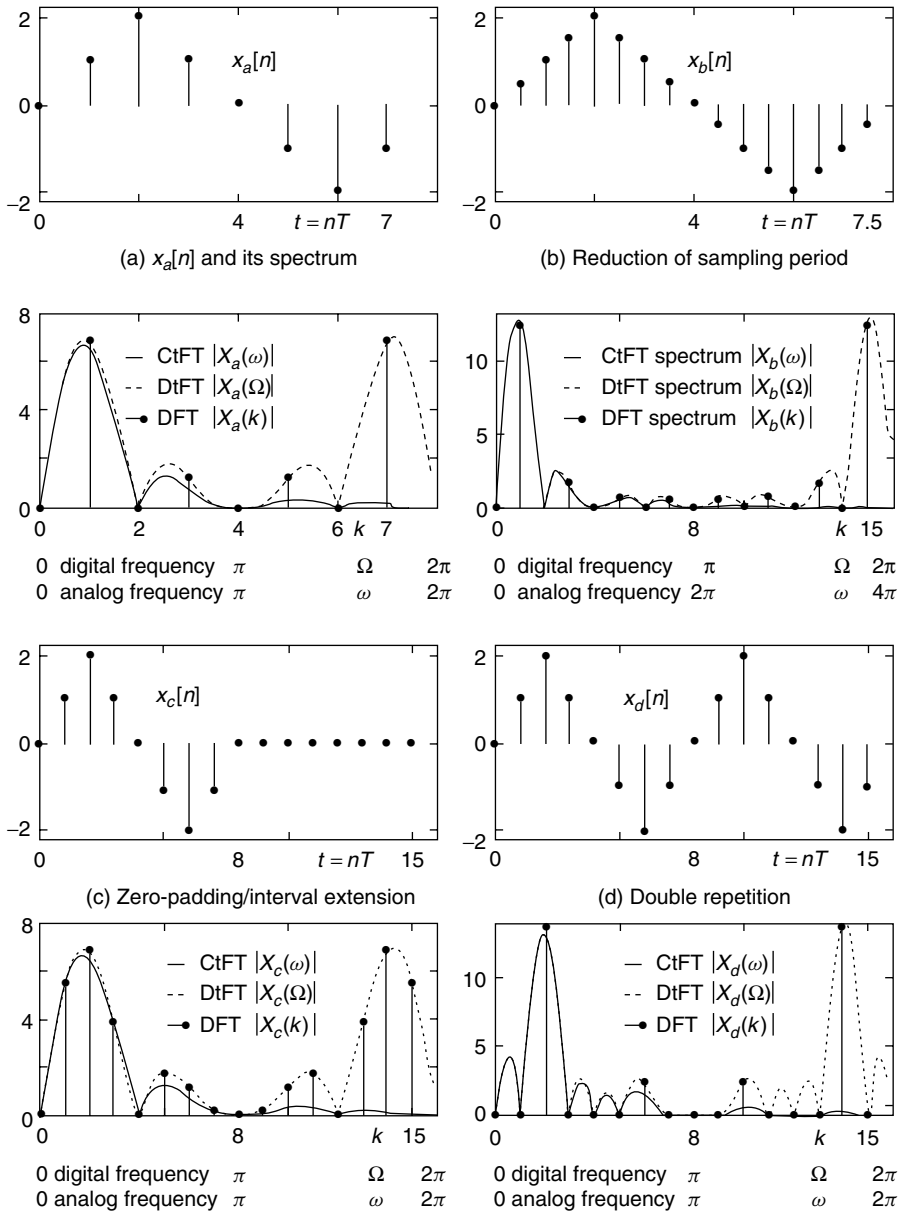 2
0
−2
x_a[n]
0 4 t = nT 7
(a) x_a[n] and its spectrum
2
0
−2
x_b[n]
0 4 t = nT 7.5
(b) Reduction of sampling period
8
4
0
CtFT |X_a(ω)|
DtFT |X_a(Ω)|
DFT |X_a(k)|
0 2 4 6 k 7
0 digital frequency π Ω 2π
0 analog frequency π ω 2π
10
5
0
CtFT spectrum |X_b(ω)|
DtFT spectrum |X_b(Ω)|
DFT spectrum |X_b(k)|
0 8 k 15
0 digital frequency π Ω 2π
0 analog frequency 2π ω 4π
2
0
−2
x_c[n]
0 8 t = nT 15
(c) Zero-padding/interval extension
2
0
−2
x_d[n]
0 8 t = nT 15
(d) Double repetition
8
4
0
CtFT |X_c(ω)|
DtFT |X_c(Ω)|
DFT |X_c(k)|
0 8 k 15
0 digital frequency π Ω 2π
0 analog frequency π ω 2π
10
5
0
CtFT |X_d(ω)|
DtFT |X_d(Ω)|
DFT |X_d(k)|
0 8 k 15
0 digital frequency π Ω 2π
0 analog frequency π ω 2π